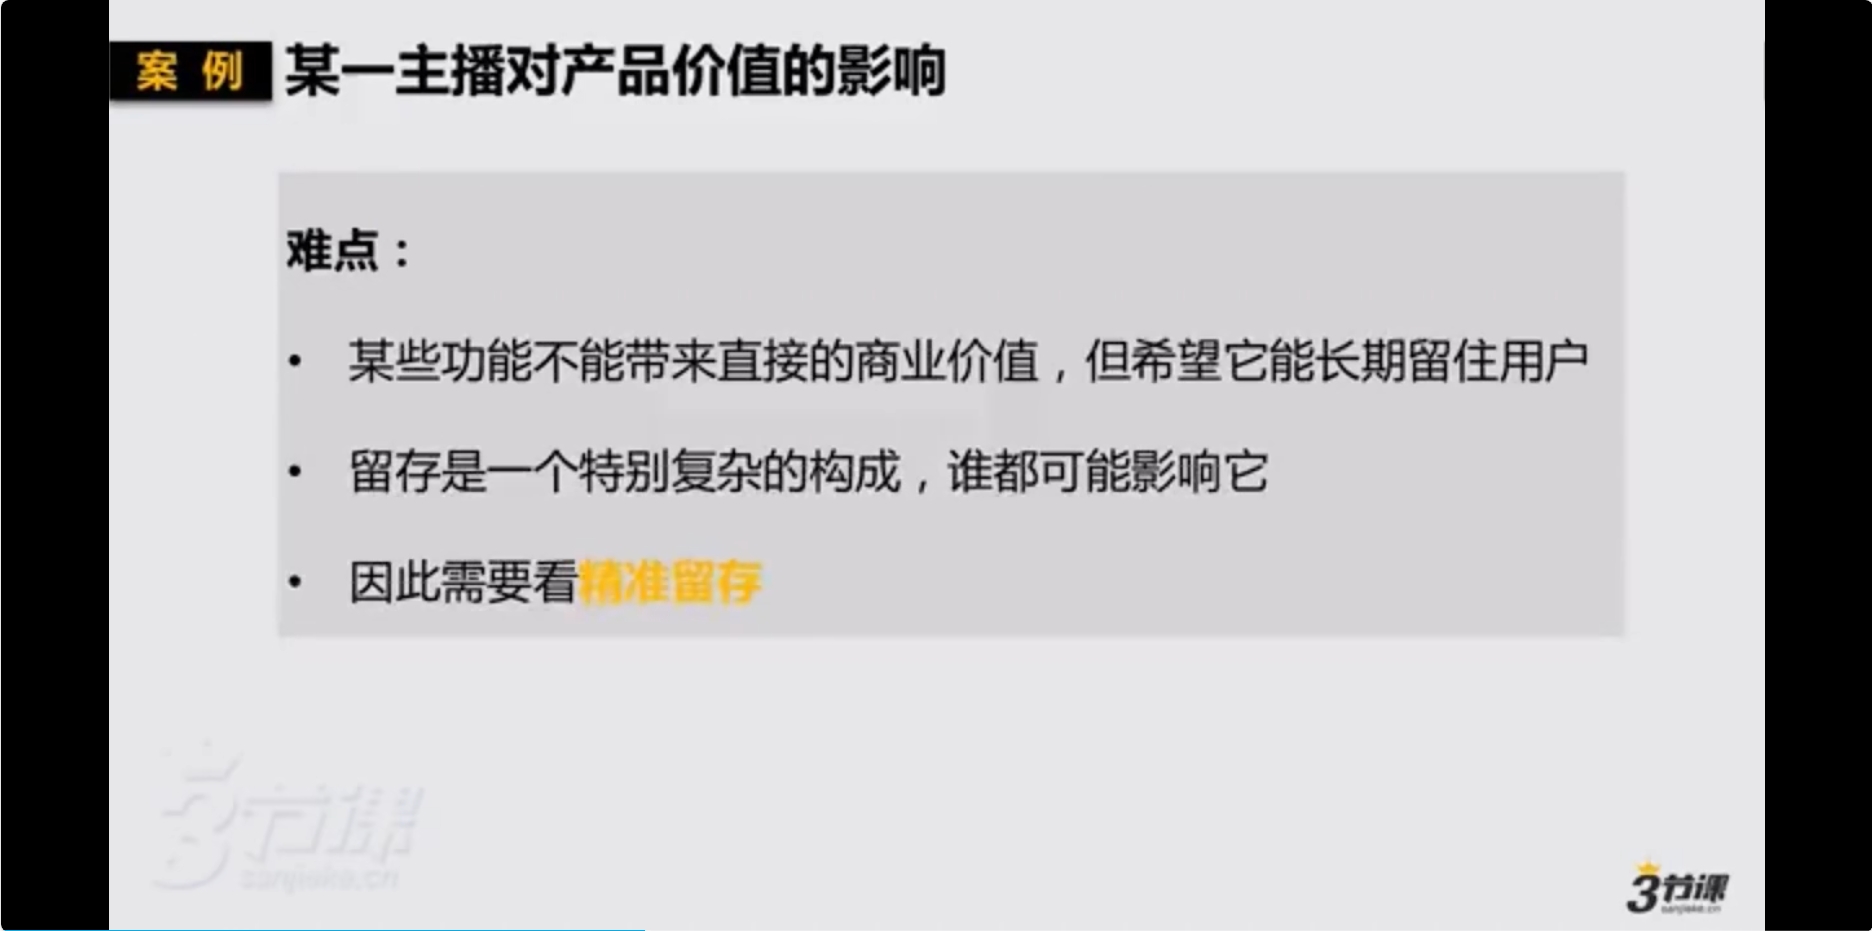 案例 某一主播对产品价值的影响
难点：
• 某些功能不能带来直接的商业价值，但希望它能长期留住用户
• 留存是一个特别复杂的构成，谁都可能影响它
• 因此需要看精准留存
3节课
sanjieke.cn
3节课
sanjieke.cn